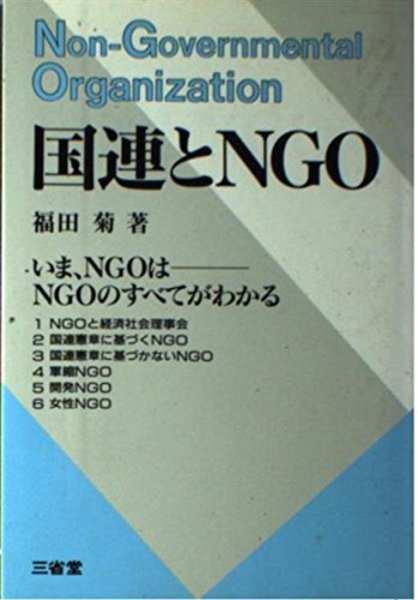 Non-Governmental
Organization
国連とNGO
福田 菊 著
いま、NGOは――
NGOのすべてがわかる
1 NGOと経済社会理事会
2 国連憲章に基づくNGO
3 国連憲章に基づかないNGO
4 軍縮NGO
5 開発NGO
6 女性NGO
三省堂